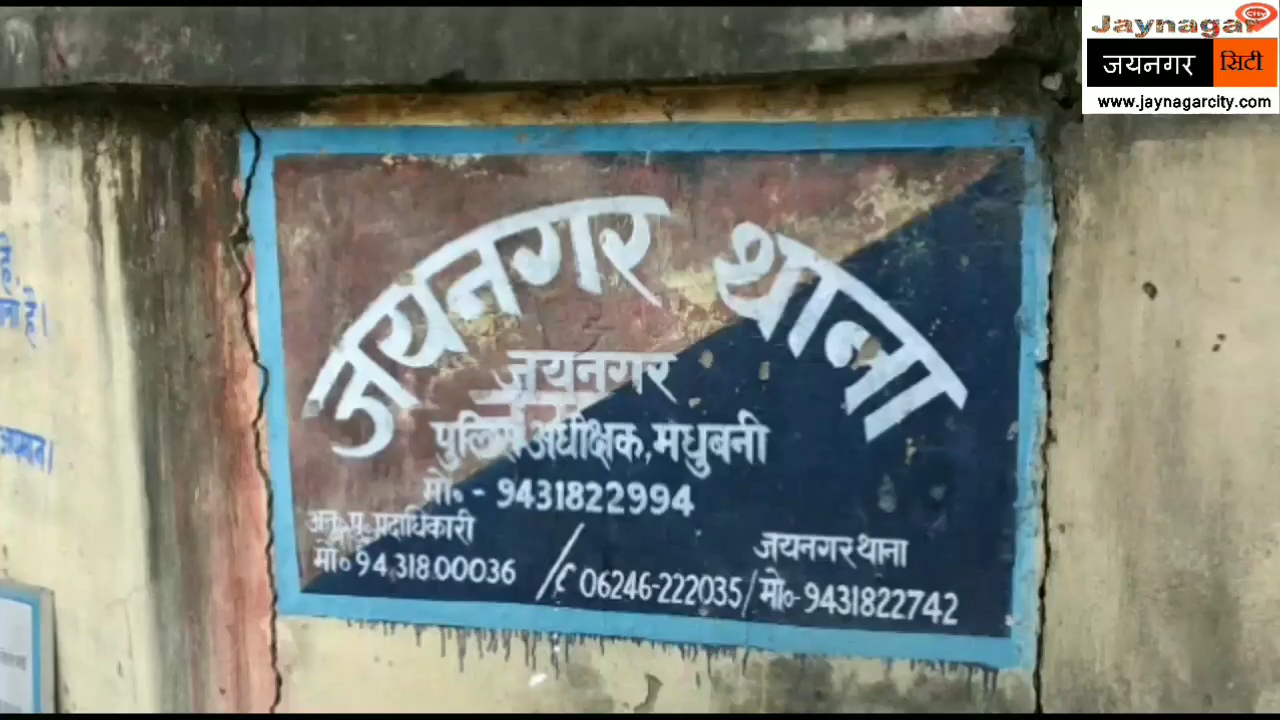 Jaynagar City
जयनगर सिटी
www.jaynagarcity.com
जयनगर थाना
जयनगर
पुलिस अधीक्षक, मधुबनी
मो॰ - 9431822994
अनु॰ पु॰ पदाधिकारी
मो॰ 9431800036
/ 06246-222035/
जयनगर थाना
मो॰- 9431822742
ना है।